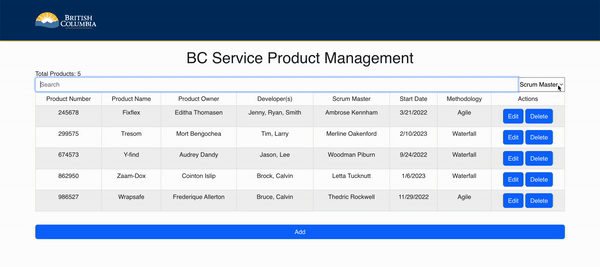 BRITISH
COLUMBIA
BC Service Product Management
Total Products: 5
Search Scrum Master
Product Number Product Name Product Owner Developer(s) Scrum Master Start Date Methodology Actions
245678 Fixflex Editha Thomasen Jenny, Ryan, Smith Ambrose Kennham 3/21/2022 Agile Edit Delete
299575 Tresom Mort Bengochea Tim, Larry Merline Oakenford 2/10/2023 Waterfall Edit Delete
674573 Y-find Audrey Dandy Jason, Lee Woodman Piburn 9/24/2022 Waterfall Edit Delete
862950 Zaam-Dox Cointon Islip Brock, Calvin Letta Tucknutt 1/6/2023 Waterfall Edit Delete
986527 Wrapsafe Frederique Allerton Bruce, Calvin Thedric Rockwell 11/29/2022 Agile Edit Delete
Add